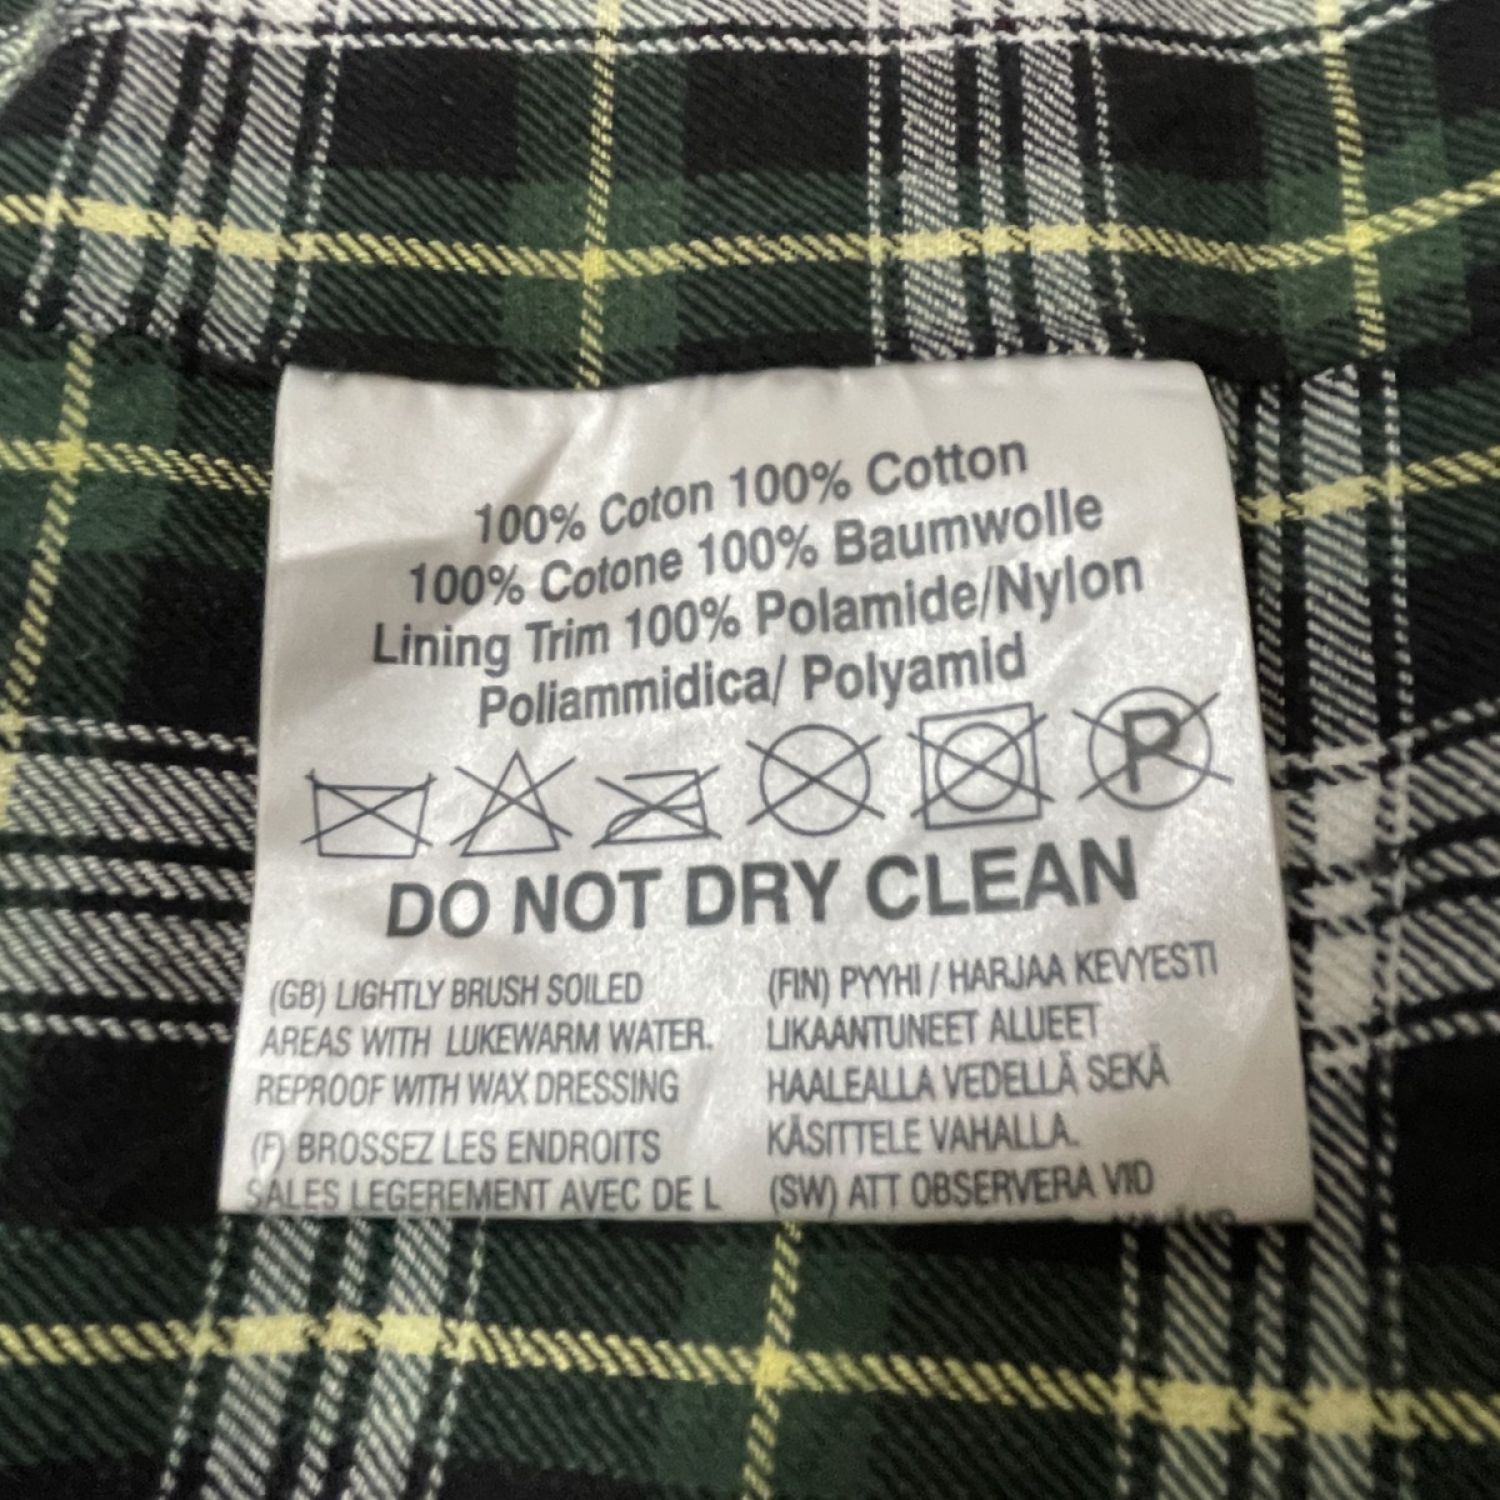 100% Coton 100% Cotton
100% Cotone 100% Baumwolle
Lining Trim 100% Polamide/Nylon
Poliammidica/ Polyamid
P
DO NOT DRY CLEAN
(GB) LIGHTLY BRUSH SOILED
AREAS WITH LUKEWARM WATER.
REPROOF WITH WAX DRESSING
(F) BROSSEZ LES ENDROITS
SALES LEGEREMENT AVEC DE L
(FIN) PYYHI / HARJAA KEVYESTI
LIKAANTUNEET ALUEET
HAALEALLA VEDELLÄ SEKÄ
KÄSITTELE VAHALLA.
(SW) ATT OBSERVERA VID